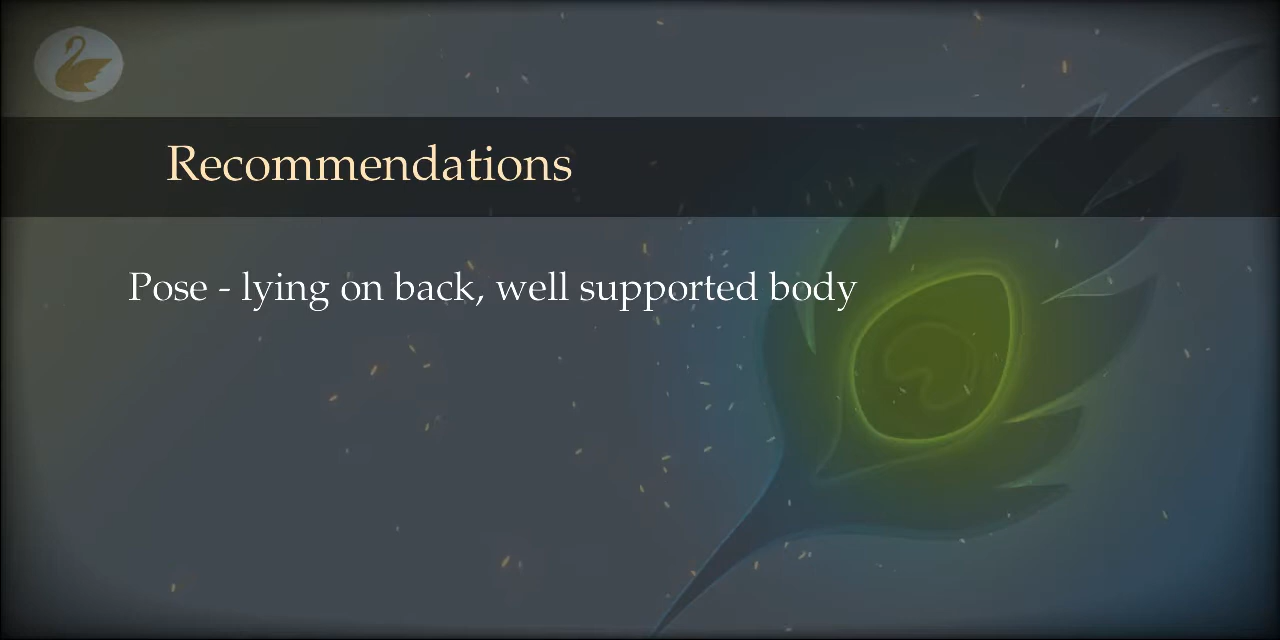 Recommendations
Pose - lying on back, well supported body